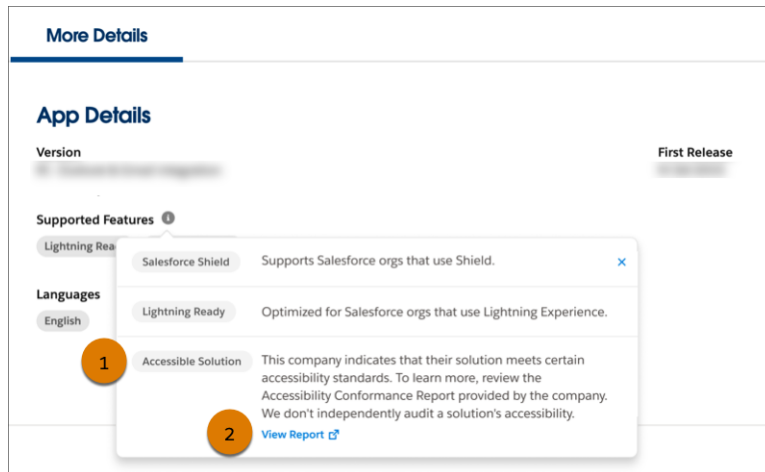 More Details
App Details
Version
First Release
Supported Features
Lightning Rea
Salesforce Shield
Supports Salesforce orgs that use Shield.
Lightning Ready
Optimized for Salesforce orgs that use Lightning Experience.
Languages
English
1
Accessible Solution
This company indicates that their solution meets certain
accessibility standards. To learn more, review the
Accessibility Conformance Report provided by the company.
We don't independently audit a solution's accessibility.
2
View Report